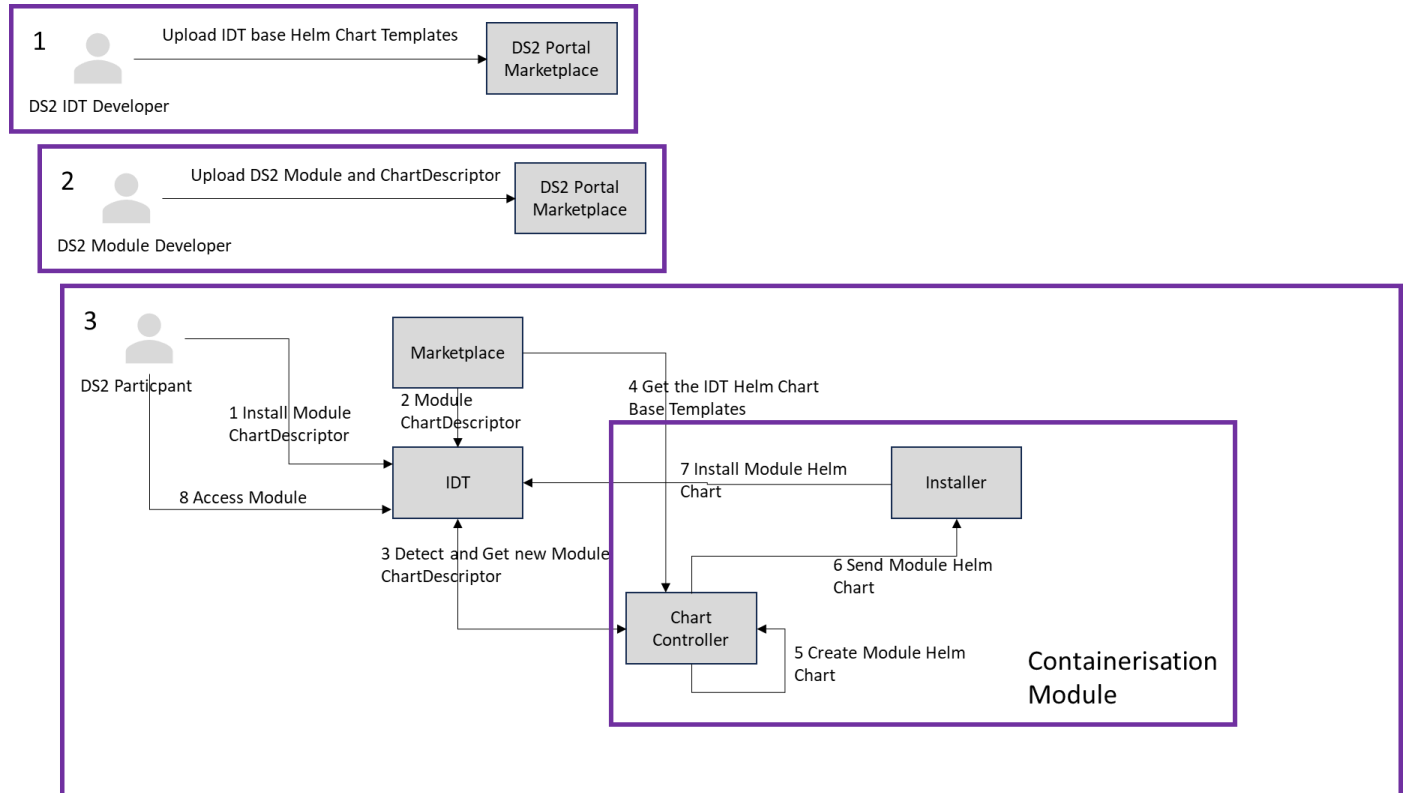 1
Upload IDT base Helm Chart Templates
DS2 Portal
Marketplace
DS2 IDT Developer
2
Upload DS2 Module and ChartDescriptor
DS2 Portal
Marketplace
DS2 Module Developer
3
DS2 Particpant
Marketplace
4 Get the IDT Helm Chart
Base Templates
1 Install Module
ChartDescriptor
2 Module
ChartDescriptor
IDT
7 Install Module Helm
Chart
Installer
8 Access Module
3 Detect and Get new Module
ChartDescriptor
6 Send Module Helm
Chart
Chart
Controller
5 Create Module Helm
Chart
Containerisation
Module